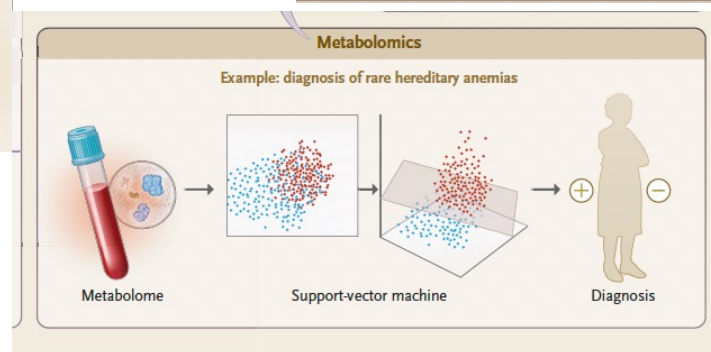 Metabolomics
Example: diagnosis of rare hereditary anemias
Metabolome
Support-vector machine
Diagnosis